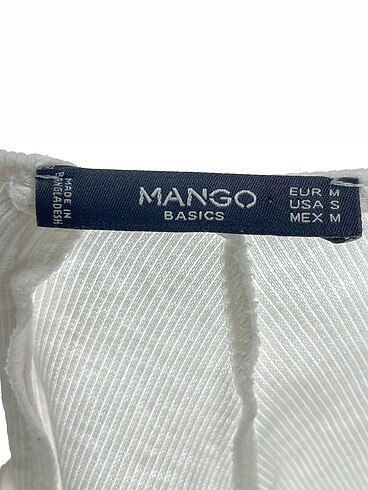 MADE IN
BANGLADESH
MANGO
BASICS
EUR M
USA S
MEX M